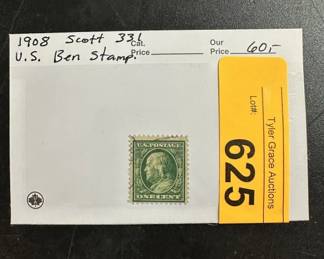 1908 Scott 331 Cat. Price Our Price 60,-
U.S. Ben Stamp.
U.S. POSTAGE
ONE CENT
Lot#:
625
Tyler Grace Auctions